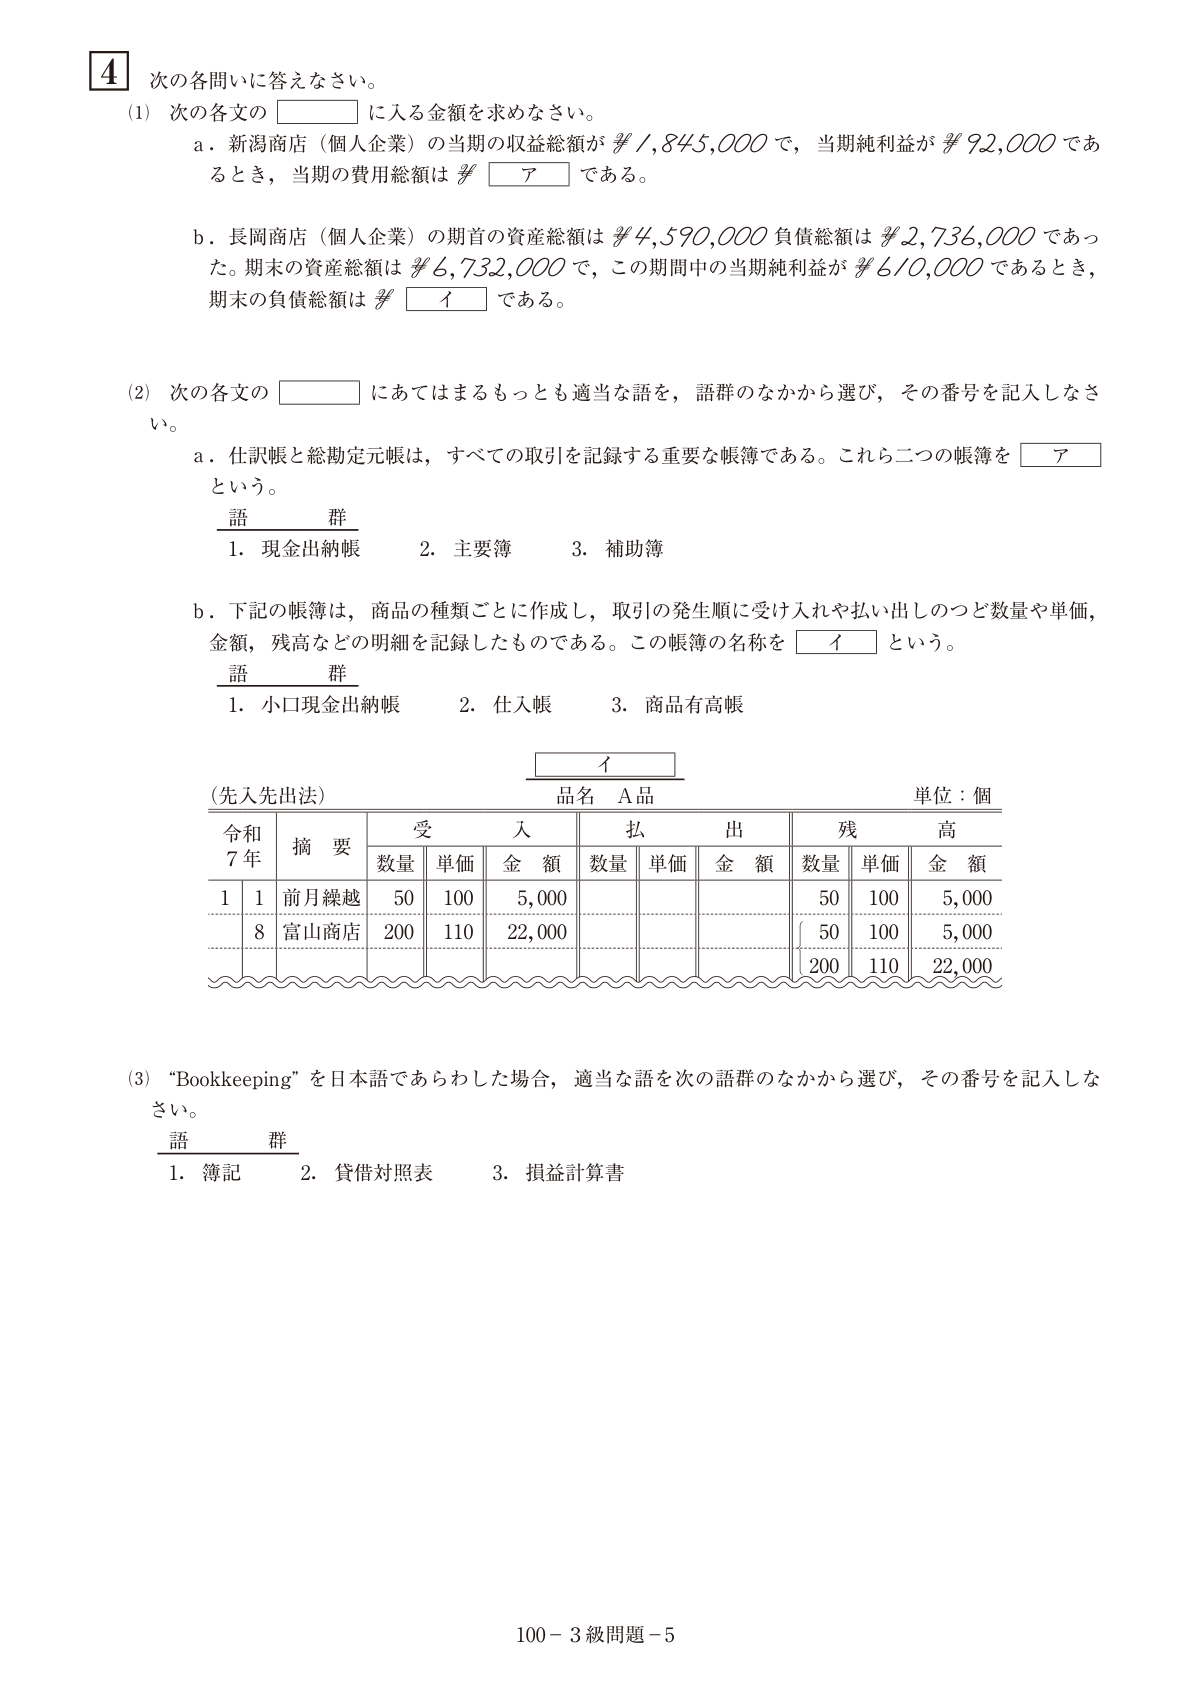 4 次の各問いに答えなさい。
⑴ 次の各文の に入る金額を求めなさい。
a．新潟商店（個人企業）の当期の収益総額が ¥1,845,000 で，当期純利益が ¥92,000 であ
るとき，当期の費用総額は ¥ ア である。
b．長岡商店（個人企業）の期首の資産総額は ¥4,590,000 負債総額は ¥2,736,000 であっ
た。期末の資産総額は ¥6,732,000 で，この期間中の当期純利益が ¥610,000 であるとき，
期末の負債総額は ¥ イ である。
⑵ 次の各文の にあてはまるもっとも適当な語を，語群のなかから選び，その番号を記入しなさ
い。
a．仕訳帳と総勘定元帳は，すべての取引を記録する重要な帳簿である。これら二つの帳簿を ア
という。
語 群
1．現金出納帳 2．主要簿 3．補助簿
b．下記の帳簿は，商品の種類ごとに作成し，取引の発生順に受け入れや払い出しのつど数量や単価，
金額，残高などの明細を記録したものである。この帳簿の名称を イ という。
語 群
1．小口現金出納帳 2．仕入帳 3．商品有高帳
イ
（先入先出法） 品名 A品 単位：個
令和 7年 摘 要 受 入 払 出 残 高
数量 単価 金 額 数量 単価 金 額 数量 単価 金 額
1 1 前月繰越 50 100 5,000 50 100 5,000
8 富山商店 200 110 22,000 50 100 5,000
200 110 22,000
⑶ “Bookkeeping” を日本語であらわした場合，適当な語を次の語群のなかから選び，その番号を記入しな
さい。
語 群
1．簿記 2．貸借対照表 3．損益計算書
100－３級問題－5